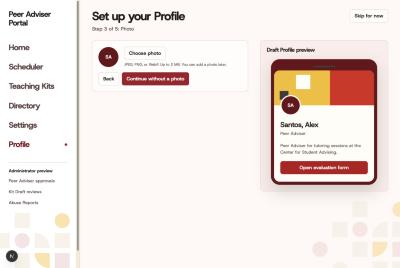 Peer Adviser
Portal
Home
Scheduler
Teaching Kits
Directory
Settings
Profile
Administrator preview
Peer Adviser approvals
Kit Draft reviews
Abuse Reports
N
Set up your Profile
Step 3 of 5: Photo
Skip for now
SA
Choose photo
JPEG, PNG, or WebP. Up to 5 MB. You can add a photo later.
Back
Continue without a photo
Draft Profile preview
SA
Santos, Alex
Peer Adviser
Peer Adviser for tutoring sessions at the
Center for Student Advising.
Open evaluation form